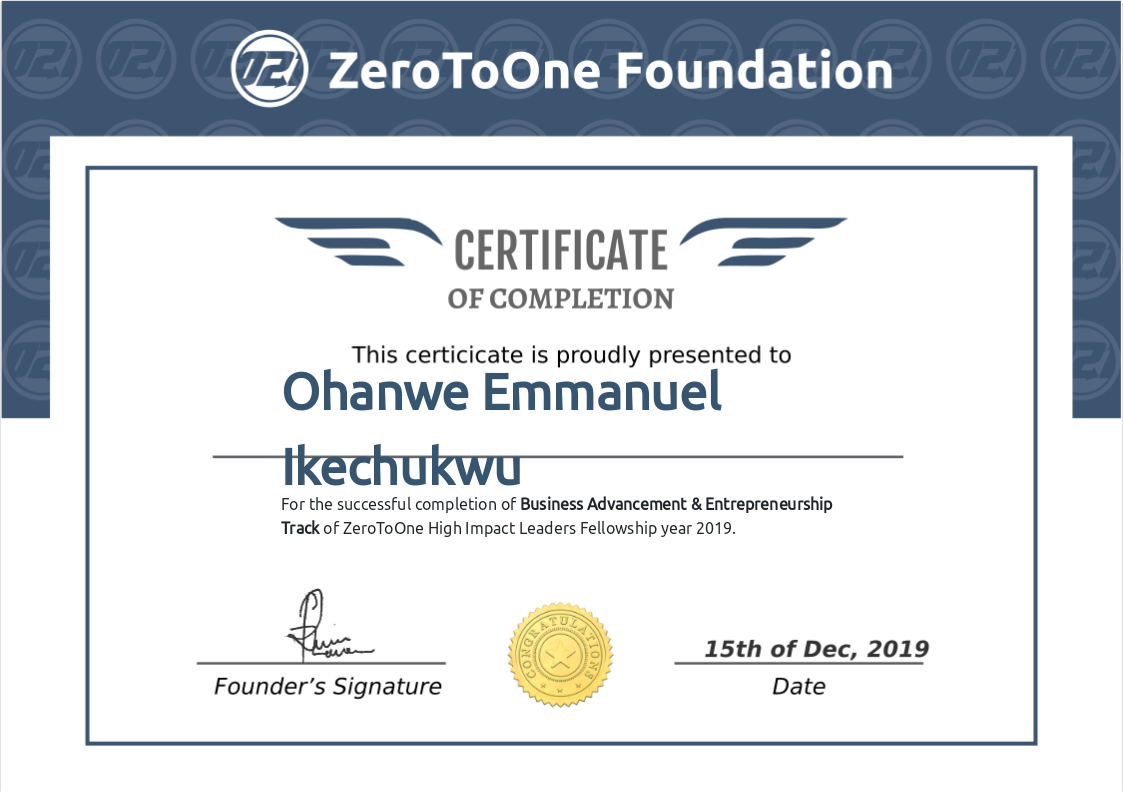 02! ZeroToOne Foundation
CERTIFICATE
OF COMPLETION
This certicicate is proudly presented to
Ohanwe Emmanuel
Ikechukwu
For the successful completion of Business Advancement & Entrepreneurship
Track of ZeroToOne High Impact Leaders Fellowship year 2019.
CONGRATULATIONS
15th of Dec, 2019
Founder’s Signature
Date